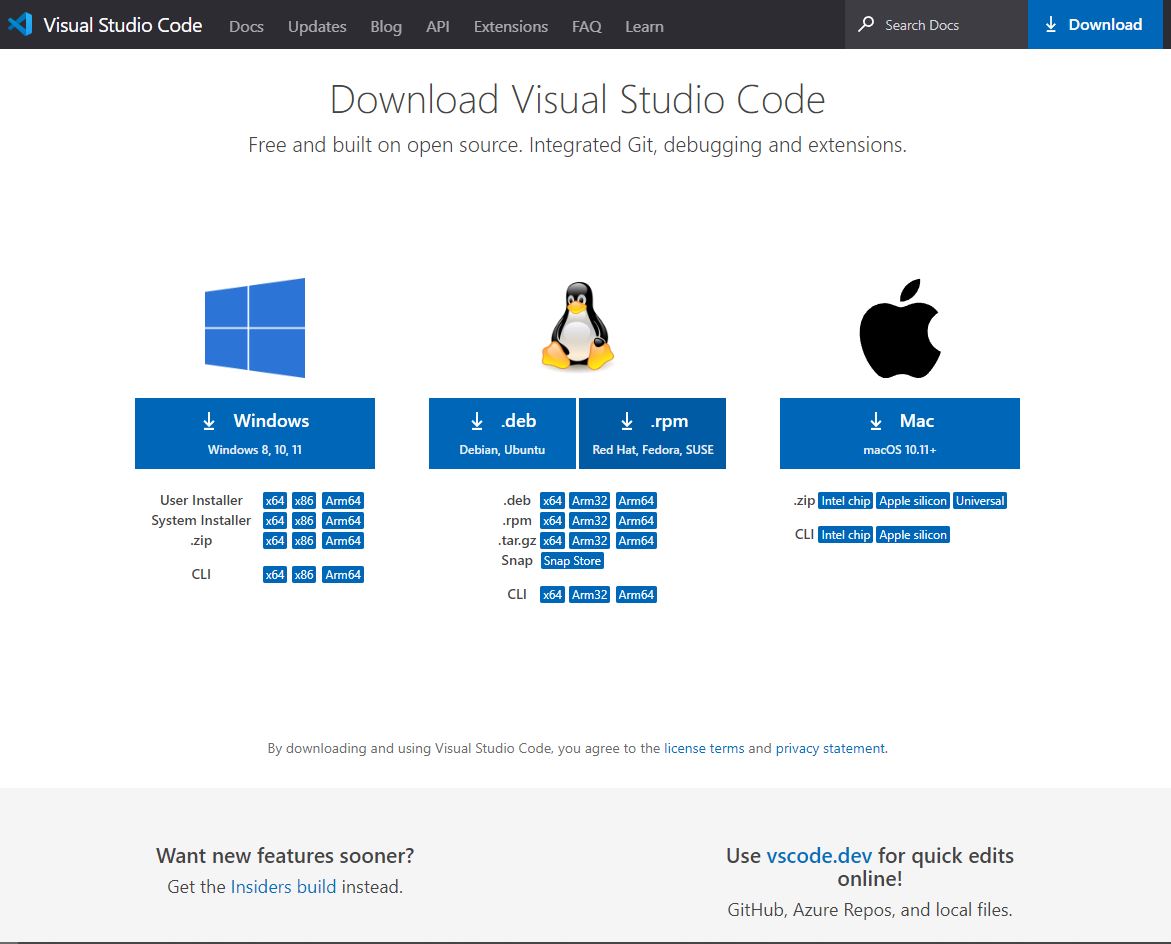 Visual Studio Code Docs Updates Blog API Extensions FAQ Learn Search Docs Download
Download Visual Studio Code
Free and built on open source. Integrated Git, debugging and extensions.
Windows
Windows 8, 10, 11
User Installer x64 x86 Arm64
System Installer x64 x86 Arm64
.zip x64 x86 Arm64
CLI x64 x86 Arm64
.deb
Debian, Ubuntu
.rpm
Red Hat, Fedora, SUSE
.deb x64 Arm32 Arm64
.rpm x64 Arm32 Arm64
.tar.gz x64 Arm32 Arm64
Snap Snap Store
CLI x64 Arm32 Arm64
Mac
macOS 10.11+
.zip Intel chip Apple silicon Universal
CLI Intel chip Apple silicon
By downloading and using Visual Studio Code, you agree to the license terms and privacy statement.
Want new features sooner?
Get the Insiders build instead.
Use vscode.dev for quick edits
online!
GitHub, Azure Repos, and local files.